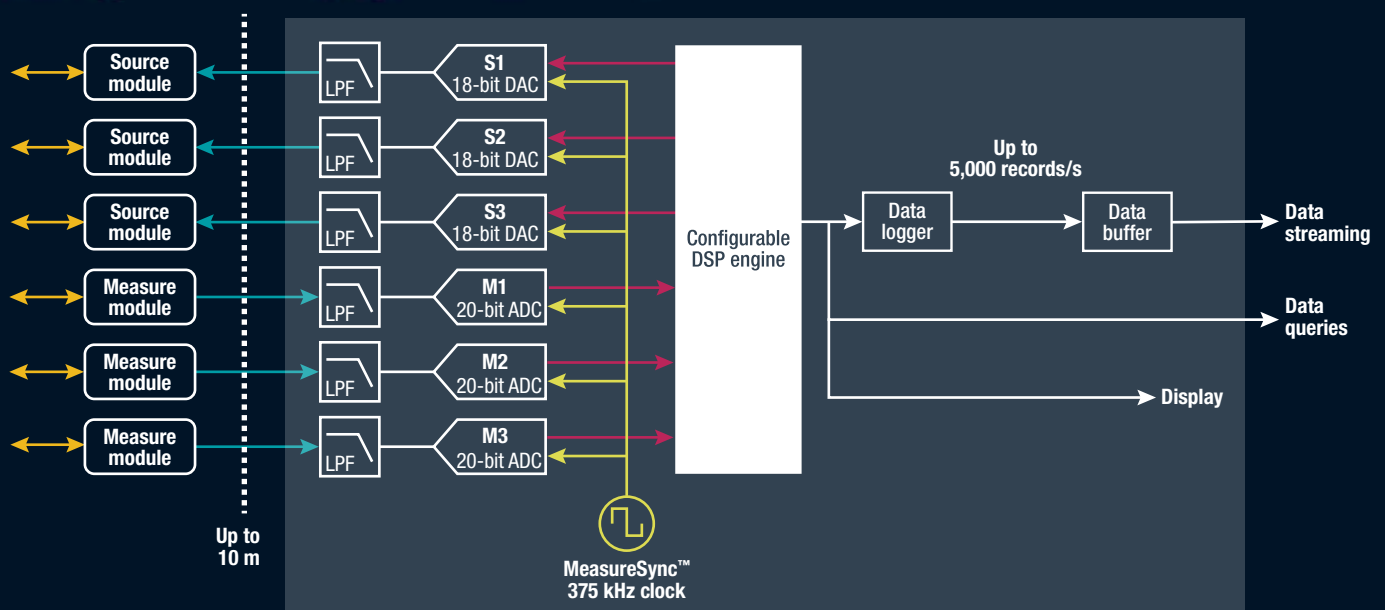 Source
module
LPF
S1
18-bit DAC
Source
module
LPF
S2
18-bit DAC
Source
module
LPF
S3
18-bit DAC
Measure
module
LPF
M1
20-bit ADC
Measure
module
LPF
M2
20-bit ADC
Measure
module
LPF
M3
20-bit ADC
Up to
10 m
MeasureSync™
375 kHz clock
Configurable
DSP engine
Up to
5,000 records/s
Data
logger
Data
buffer
Data
streaming
Data
queries
Display